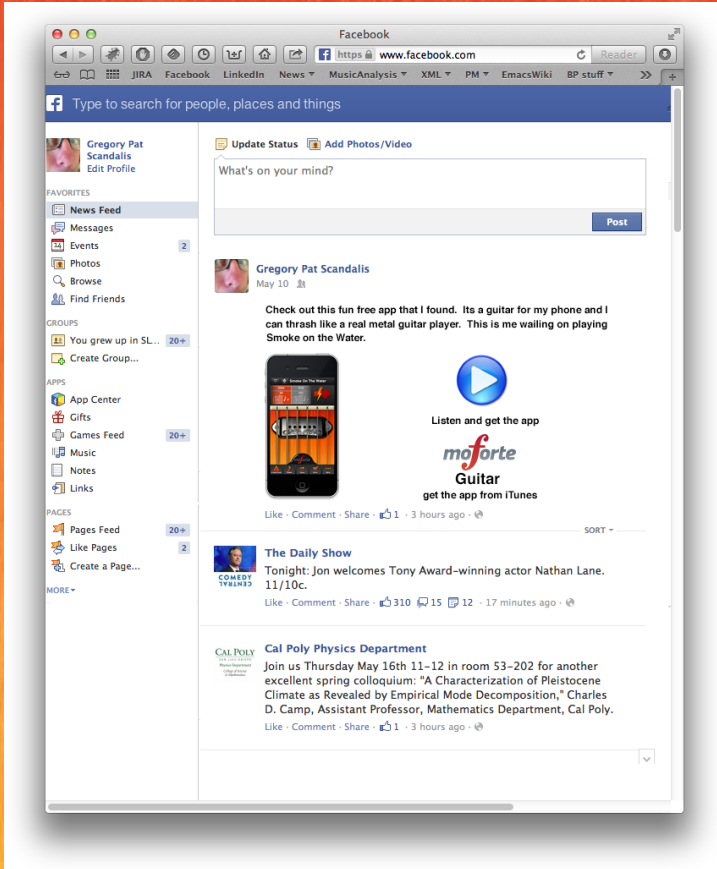 Facebook
https www.facebook.com
Reader
JIRA Facebook LinkedIn News MusicAnalysis XML PM EmacsWiki BP stuff
Type to search for people, places and things
Gregory Pat
Scandalis
Edit Profile
FAVORITES
News Feed
Messages
Events 2
Photos
Browse
Find Friends
GROUPS
You grew up in SL... 20+
Create Group...
APPS
App Center
Gifts
Games Feed 20+
Music
Notes
Links
PAGES
Pages Feed 20+
Like Pages 2
Create a Page...
MORE
Update Status Add Photos/Video
What's on your mind?
Post
Gregory Pat Scandalis
May 10
Check out this fun free app that I found. Its a guitar for my phone and I
can thrash like a real metal guitar player. This is me wailing on playing
Smoke on the Water.
Smoke On The Water
Listen and get the app
moforte
Guitar
get the app from iTunes
Like · Comment · Share · 1 · 3 hours ago ·
SORT
COMEDY
CENTRAL
The Daily Show
Tonight: Jon welcomes Tony Award-winning actor Nathan Lane.
11/10c.
Like · Comment · Share · 310 15 12 · 17 minutes ago ·
CAL POLY
Cal Poly Physics Department
Join us Thursday May 16th 11-12 in room 53-202 for another
excellent spring colloquium: "A Characterization of Pleistocene
Climate as Revealed by Empirical Mode Decomposition," Charles
D. Camp, Assistant Professor, Mathematics Department, Cal Poly.
Like · Comment · Share · 1 · 3 hours ago ·